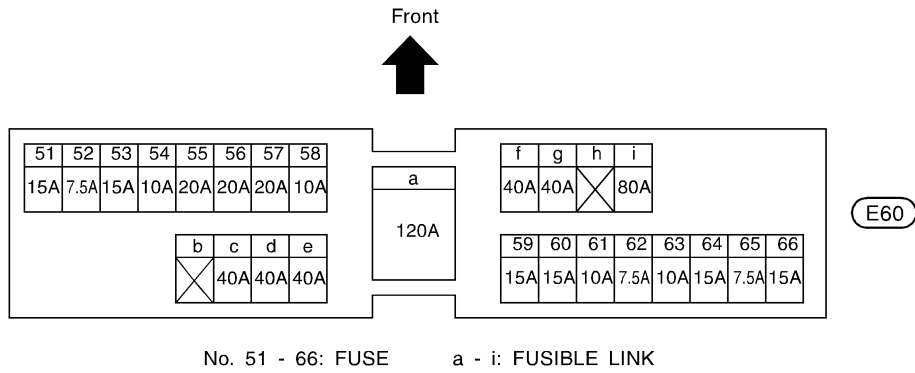 Front
51 52 53 54 55 56 57 58
15A 7.5A 15A 10A 20A 20A 20A 10A
b c d e
40A 40A 40A
a
120A
f g h i
40A 40A 80A
59 60 61 62 63 64 65 66
15A 15A 10A 7.5A 10A 15A 7.5A 15A
E60
No. 51 - 66: FUSE a - i: FUSIBLE LINK